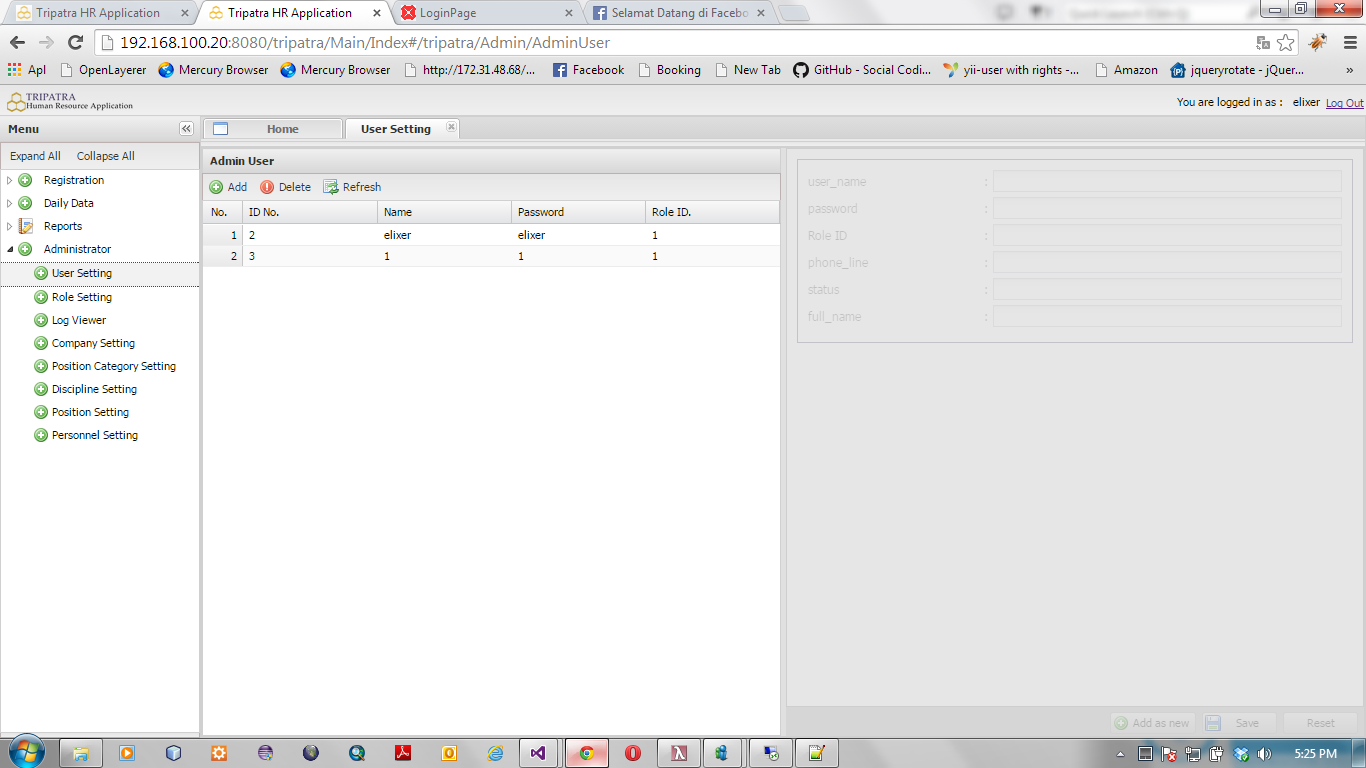 Tripatra HR Application
Tripatra HR Application
LoginPage
Selamat Datang di Facebo
192.168.100.20:8080/tripatra/Main/Index#/tripatra/Admin/AdminUser
Apl OpenLayerer Mercury Browser Mercury Browser http://172.31.48.68/... Facebook Booking New Tab GitHub - Social Codi... yii-user with rights -... Amazon jqueryrotate - jQuer... »
TRIPATRA
Human Resource Application
You are logged in as : elixer Log Out
Menu
Home
User Setting
Expand All Collapse All
Registration
Daily Data
Reports
Administrator
User Setting
Role Setting
Log Viewer
Company Setting
Position Category Setting
Discipline Setting
Position Setting
Personnel Setting
Admin User
Add Delete Refresh
No. ID No. Name Password Role ID.
1 2 elixer elixer 1
2 3 1 1 1
user_name :
password :
Role ID :
phone_line :
status :
full_name :
Add as new Save Reset
5:25 PM